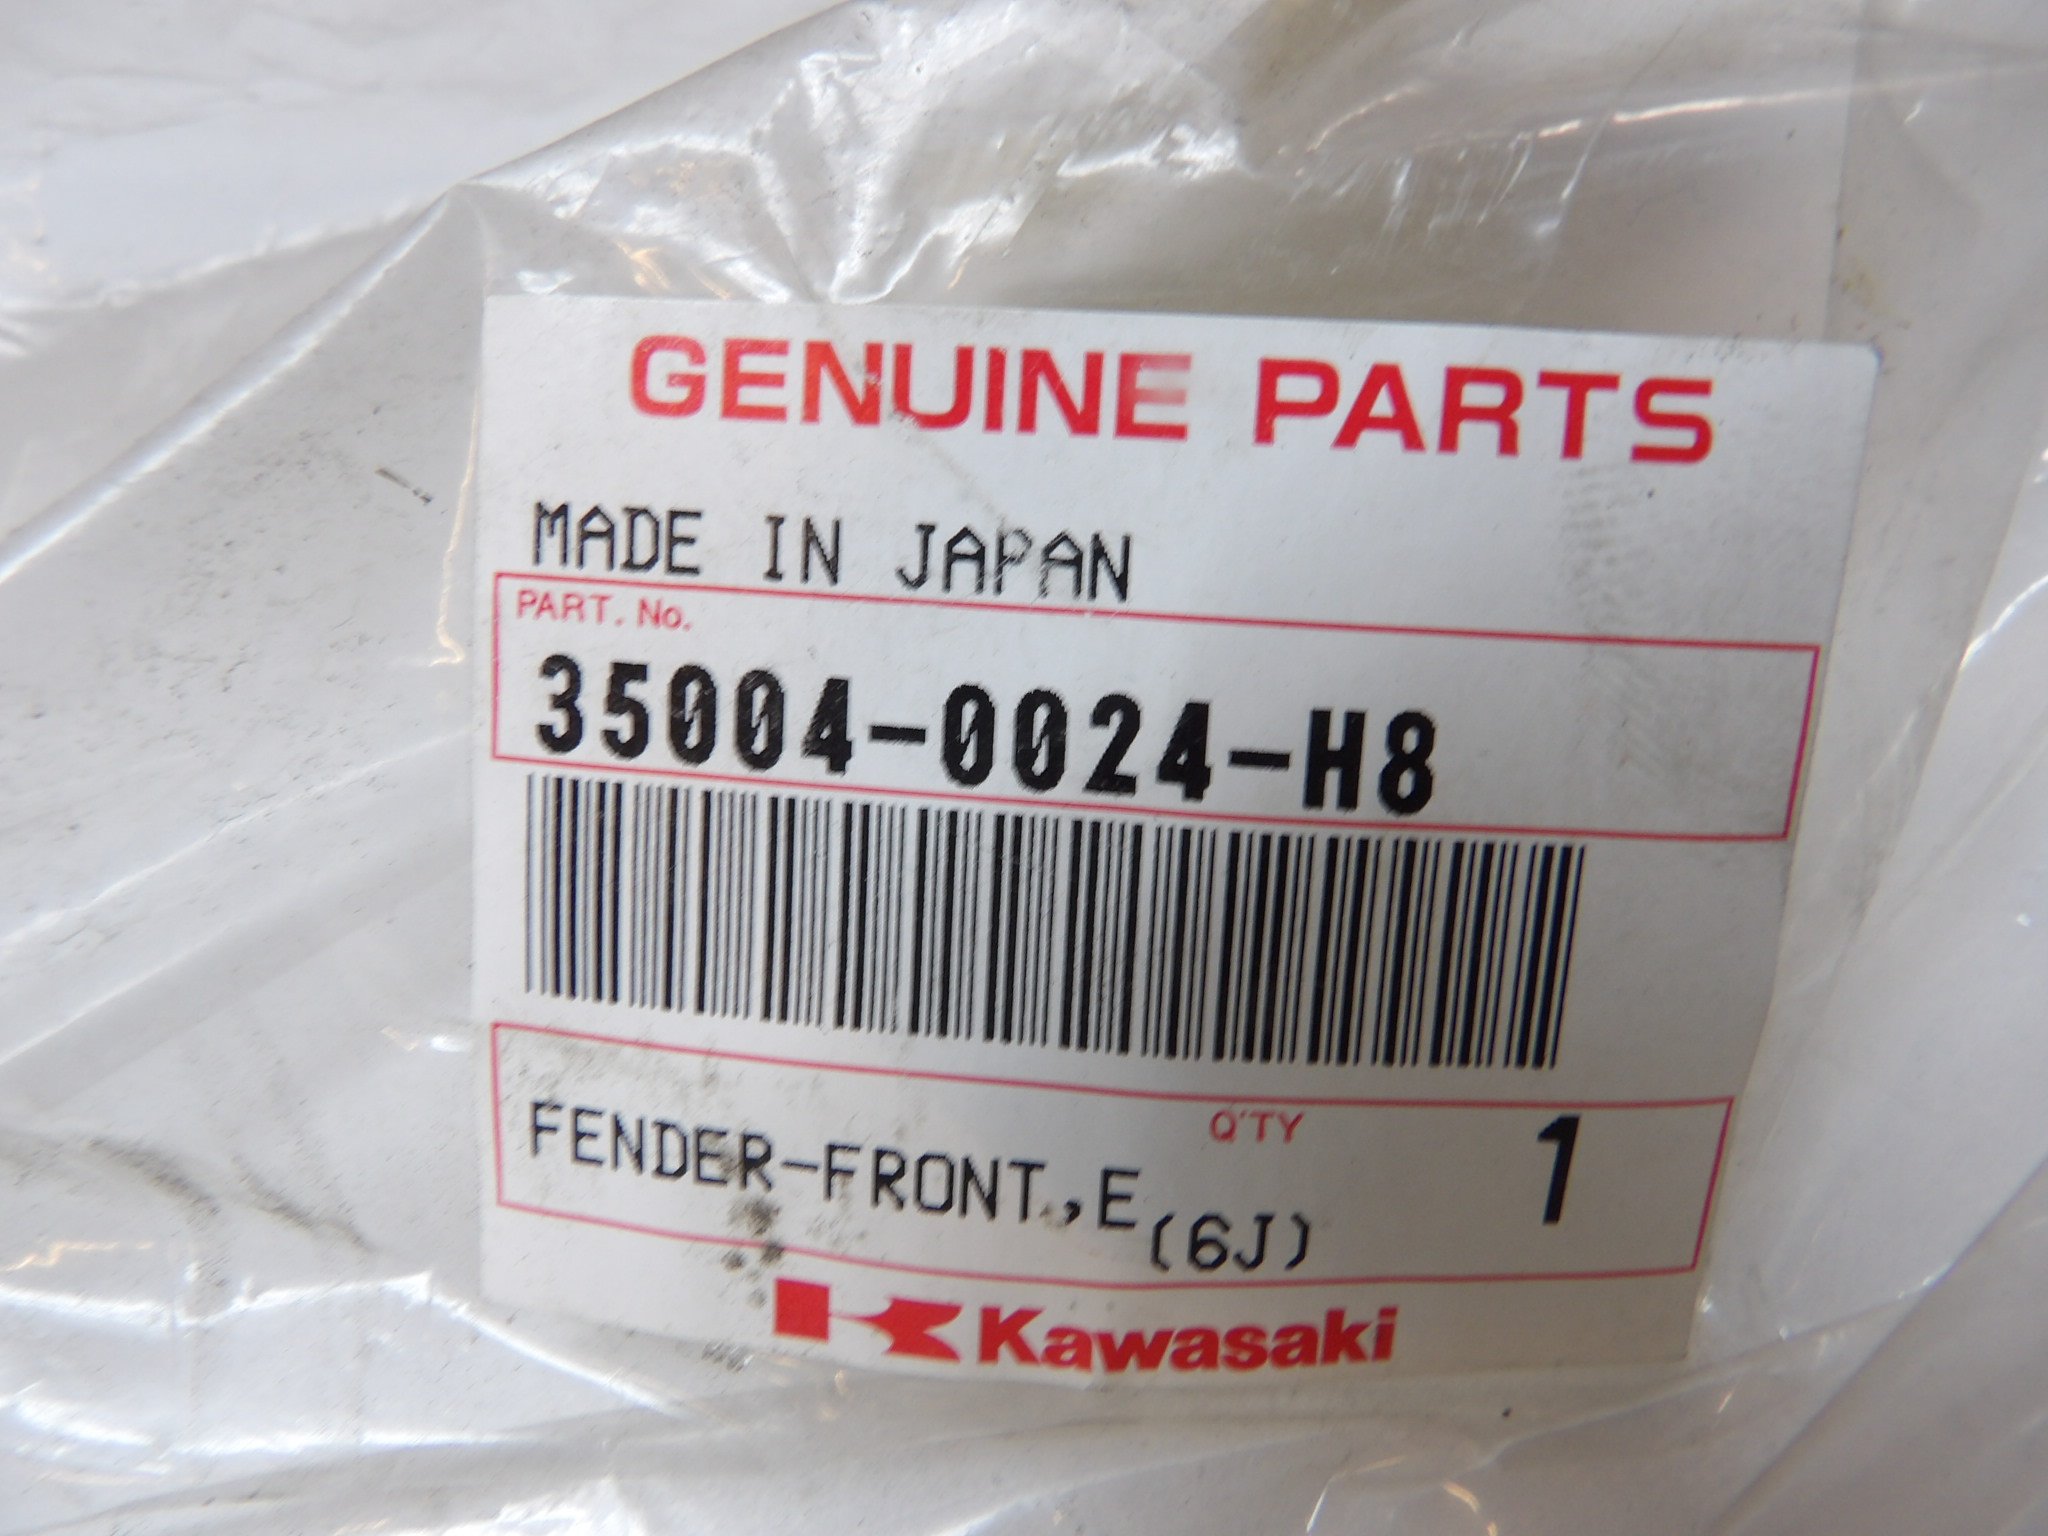 GENUINE PARTS
MADE IN JAPAN
PART. No.
35004-0024-H8
Q'TY
FENDER-FRONT.,E 1
(6J)
Kawasaki